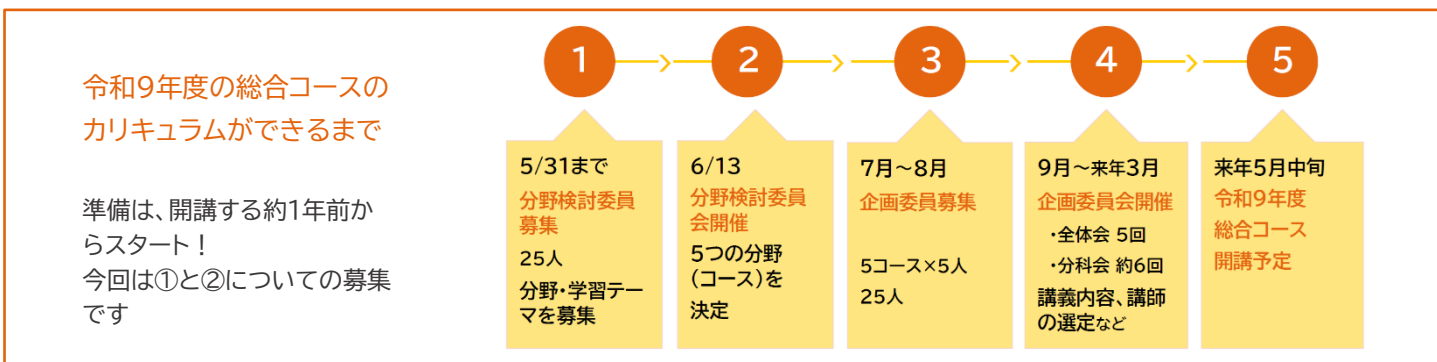 令和9年度の総合コースの
カリキュラムができるまで
準備は、開講する約1年前か
らスタート！
今回は①と②についての募集
です
1
2
3
4
5
5/31まで
分野検討委員
募集
25人
分野・学習テー
マを募集
6/13
分野検討委員
会開催
5つの分野
（コース）を
決定
7月～8月
企画委員募集
5コース×5人
25人
9月～来年3月
企画委員会開催
・全体会 5回
・分科会 約6回
講義内容、講師
の選定など
来年5月中旬
令和9年度
総合コース
開講予定